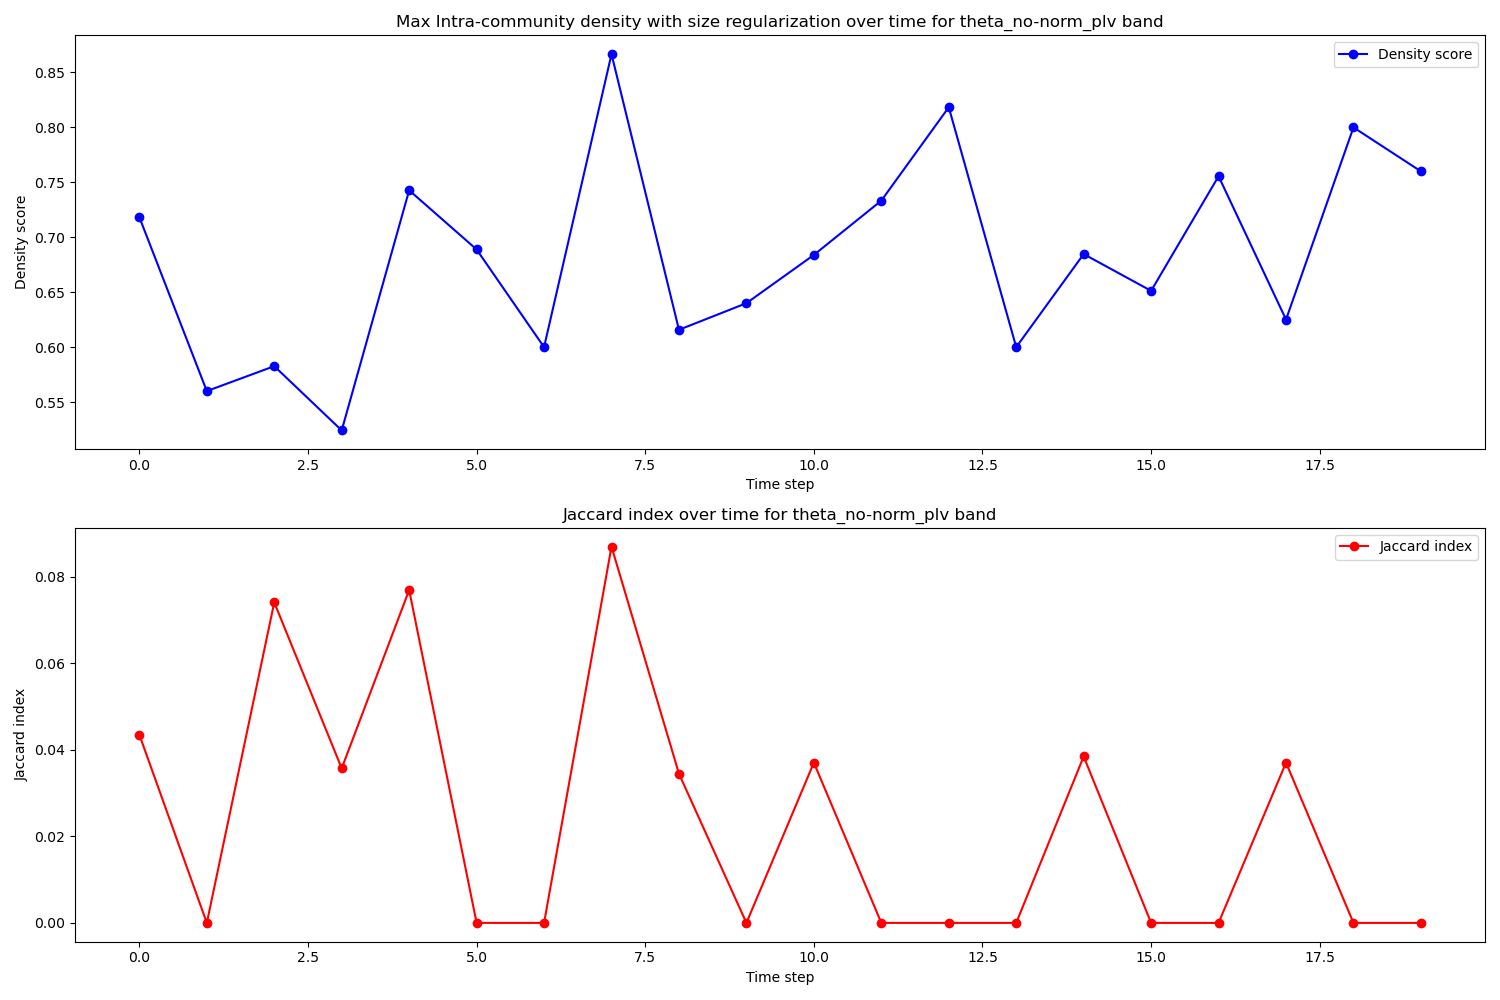 Max Intra-community density with size regularization over time for theta_no-norm_plv band
Density score
0.85
0.80
0.75
0.70
0.65
0.60
0.55
Density score
0.0 2.5 5.0 7.5 10.0 12.5 15.0 17.5
Time step
Jaccard index over time for theta_no-norm_plv band
Jaccard index
0.08
0.06
0.04
0.02
0.00
Jaccard index
0.0 2.5 5.0 7.5 10.0 12.5 15.0 17.5
Time step